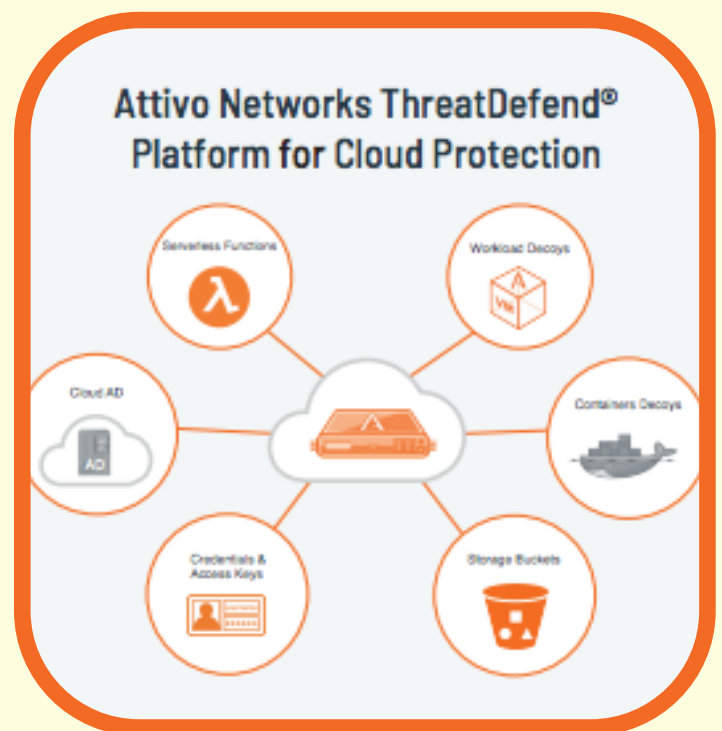 Attivo Networks ThreatDefend®
Platform for Cloud Protection
Serverless Functions
Workload Decoys
A
VM
Cloud AD
AD
A
Containers Decoys
Credentials &
Access Keys
Storage Buckets